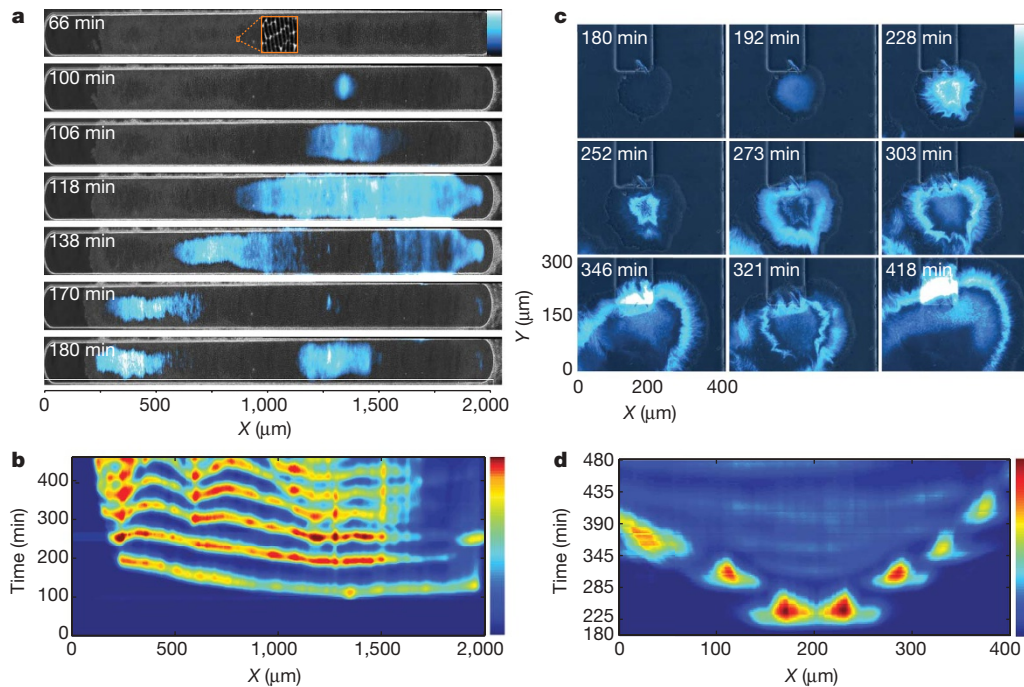 a
66 min
100 min
106 min
118 min
138 min
170 min
180 min
0 500 1,000 1,500 2,000
X (μm)
b
400
300
200
100
0
Time (min)
0 500 1,000 1,500 2,000
X (μm)
c
180 min 192 min 228 min
252 min 273 min 303 min
346 min 321 min 418 min
300
150
0
Y (μm)
0 200 400
X (μm)
d
480
435
390
345
285
225
180
Time (min)
0 100 200 300 400
X (μm)